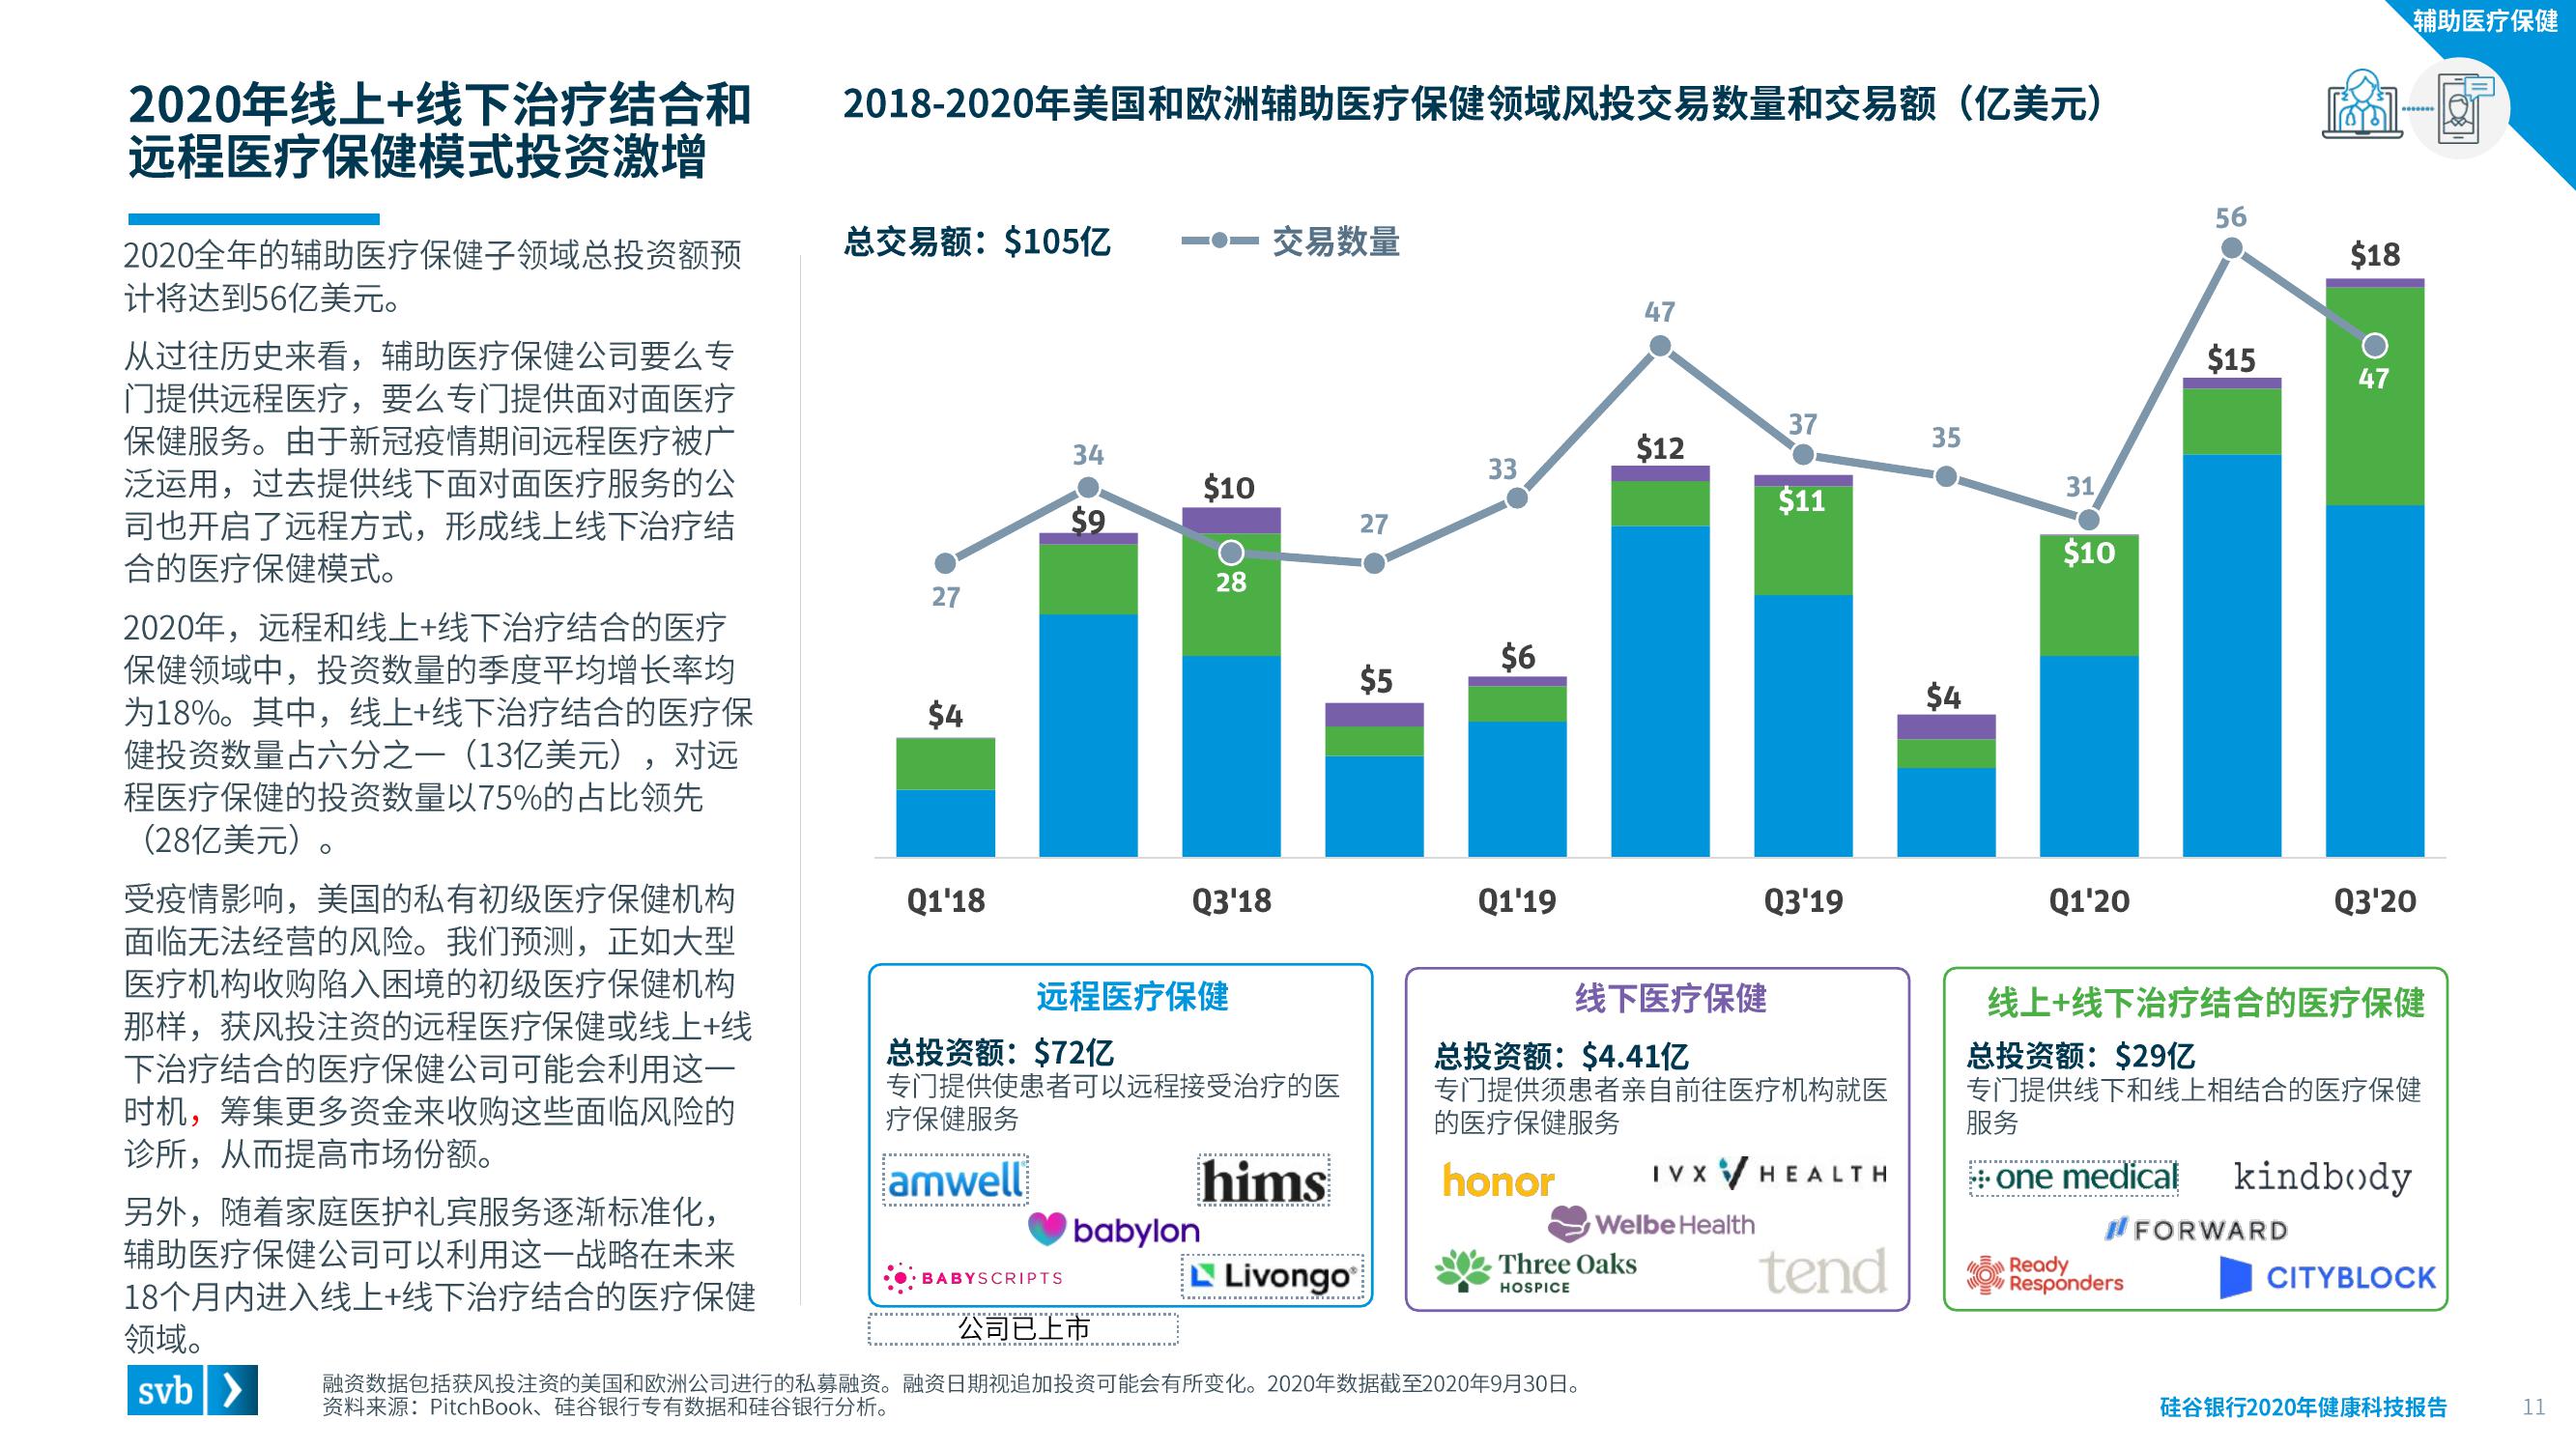 辅助医疗保健
2020年线上+线下治疗结合和
远程医疗保健模式投资激增
2020全年的辅助医疗保健子领域总投资额预
计将达到56亿美元。
从过往历史来看，辅助医疗保健公司要么专
门提供远程医疗，要么专门提供面对面医疗
保健服务。由于新冠疫情期间远程医疗被广
泛运用，过去提供线下面对面医疗服务的公
司也开启了远程方式，形成线上线下治疗结
合的医疗保健模式。
2020年，远程和线上+线下治疗结合的医疗
保健领域中，投资数量的季度平均增长率均
为18%。其中，线上+线下治疗结合的医疗保
健投资数量占六分之一（13亿美元），对远
程医疗保健的投资数量以75%的占比领先
（28亿美元）。
受疫情影响，美国的私有初级医疗保健机构
面临无法经营的风险。我们预测，正如大型
医疗机构收购陷入困境的初级医疗保健机构
那样，获风投注资的远程医疗保健或线上+线
下治疗结合的医疗保健公司可能会利用这一
时机，筹集更多资金来收购这些面临风险的
诊所，从而提高市场份额。
另外，随着家庭医护礼宾服务逐渐标准化，
辅助医疗保健公司可以利用这一战略在未来
18个月内进入线上+线下治疗结合的医疗保健
领域。
2018-2020年美国和欧洲辅助医疗保健领域风投交易数量和交易额（亿美元）
总交易额：$105亿
交易数量
27
34
28
27
33
47
37
35
31
56
47
$4
$9
$10
$5
$6
$12
$11
$4
$10
$15
$18
Q1'18
Q3'18
Q1'19
Q3'19
Q1'20
Q3'20
远程医疗保健
总投资额：$72亿
专门提供使患者可以远程接受治疗的医
疗保健服务
amwell
hims
babylon
BABYSCRIPTS
Livongo®
公司已上市
线下医疗保健
总投资额：$4.41亿
专门提供须患者亲自前往医疗机构就医
的医疗保健服务
honor
IVX HEALTH
WelbeHealth
Three Oaks
HOSPICE
tend
线上+线下治疗结合的医疗保健
总投资额：$29亿
专门提供线下和线上相结合的医疗保健
服务
one medical
kindbody
FORWARD
Ready
Responders
CITYBLOCK
svb
融资数据包括获风投注资的美国和欧洲公司进行的私募融资。融资日期视追加投资可能会有所变化。2020年数据截至2020年9月30日。
资料来源：PitchBook、硅谷银行专有数据和硅谷银行分析。
硅谷银行2020年健康科技报告
11